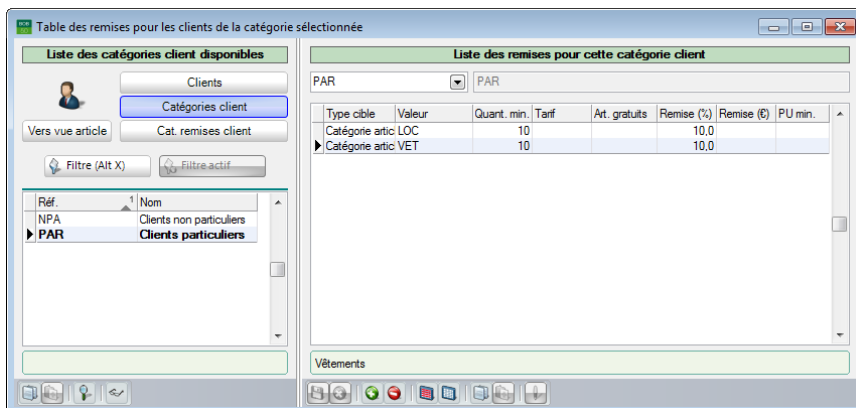 Table des remises pour les clients de la catégorie sélectionnée
Liste des catégories client disponibles
Clients
Catégories client
Vers vue article
Cat. remises client
Filtre (Alt X)
Filtre actif
Réf. 1 Nom
NPA Clients non particuliers
PAR Clients particuliers
Liste des remises pour cette catégorie client
PAR PAR
Type cible Valeur Quant. min. Tarif Art. gratuits Remise (%) Remise (€) PU min.
Catégorie artic LOC 10 10,0
Catégorie artic VET 10 10,0
Vêtements